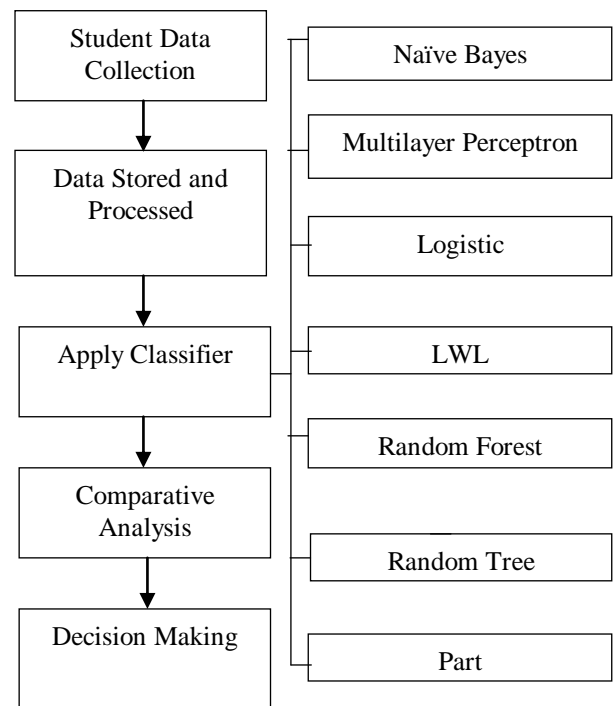 Student Data
Collection
Data Stored and
Processed
Apply Classifier
Comparative
Analysis
Decision Making
Naïve Bayes
Multilayer Perceptron
Logistic
LWL
Random Forest
Random Tree
Part